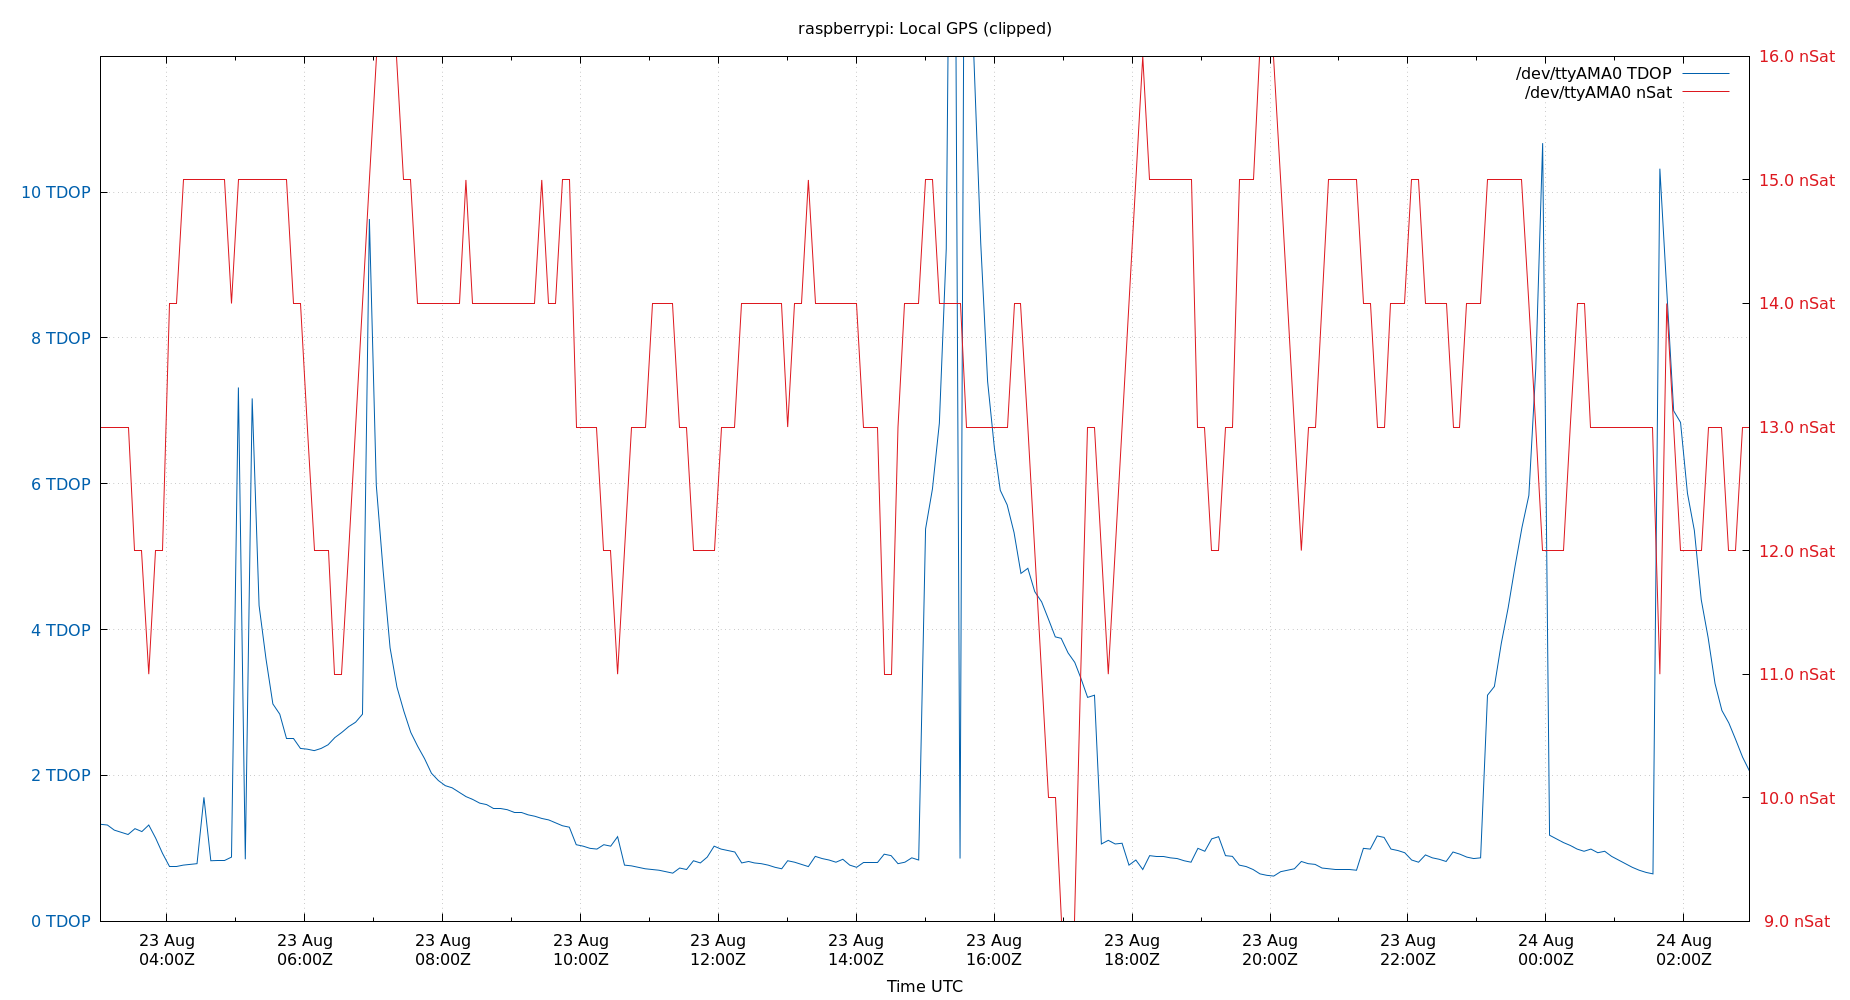 raspberrypi: Local GPS (clipped)
/dev/ttyAMA0 TDOP
/dev/ttyAMA0 nSat
10 TDOP
8 TDOP
6 TDOP
4 TDOP
2 TDOP
0 TDOP
16.0 nSat
15.0 nSat
14.0 nSat
13.0 nSat
12.0 nSat
11.0 nSat
10.0 nSat
9.0 nSat
23 Aug
04:00Z
23 Aug
06:00Z
23 Aug
08:00Z
23 Aug
10:00Z
23 Aug
12:00Z
23 Aug
14:00Z
23 Aug
16:00Z
23 Aug
18:00Z
23 Aug
20:00Z
23 Aug
22:00Z
24 Aug
00:00Z
24 Aug
02:00Z
Time UTC